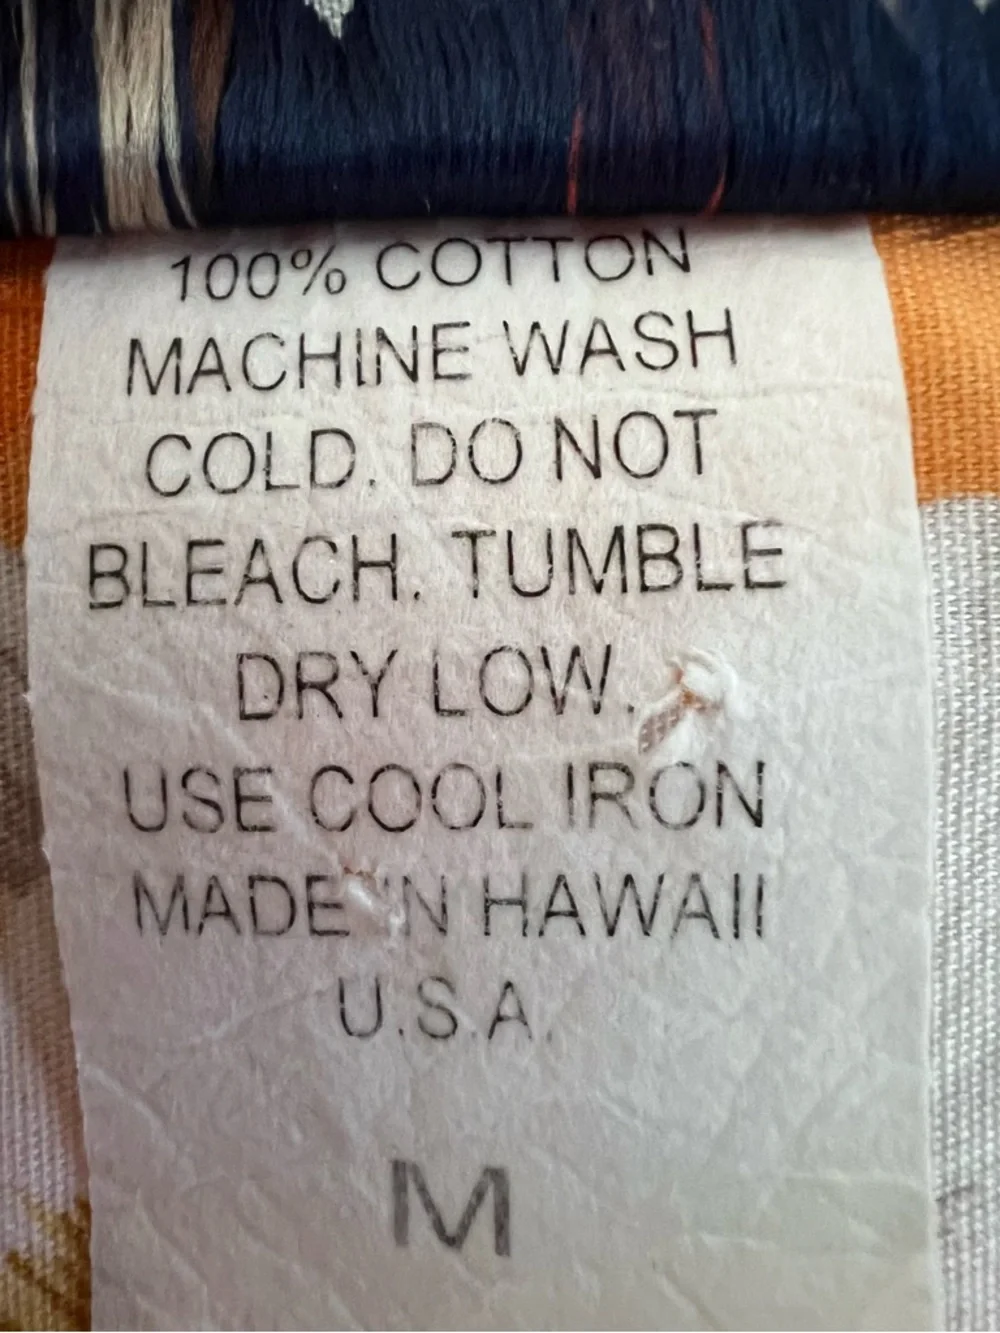 100% COTTON
MACHINE WASH
COLD. DO NOT
BLEACH. TUMBLE
DRY LOW.
USE COOL IRON
MADE IN HAWAII
U.S.A.
M